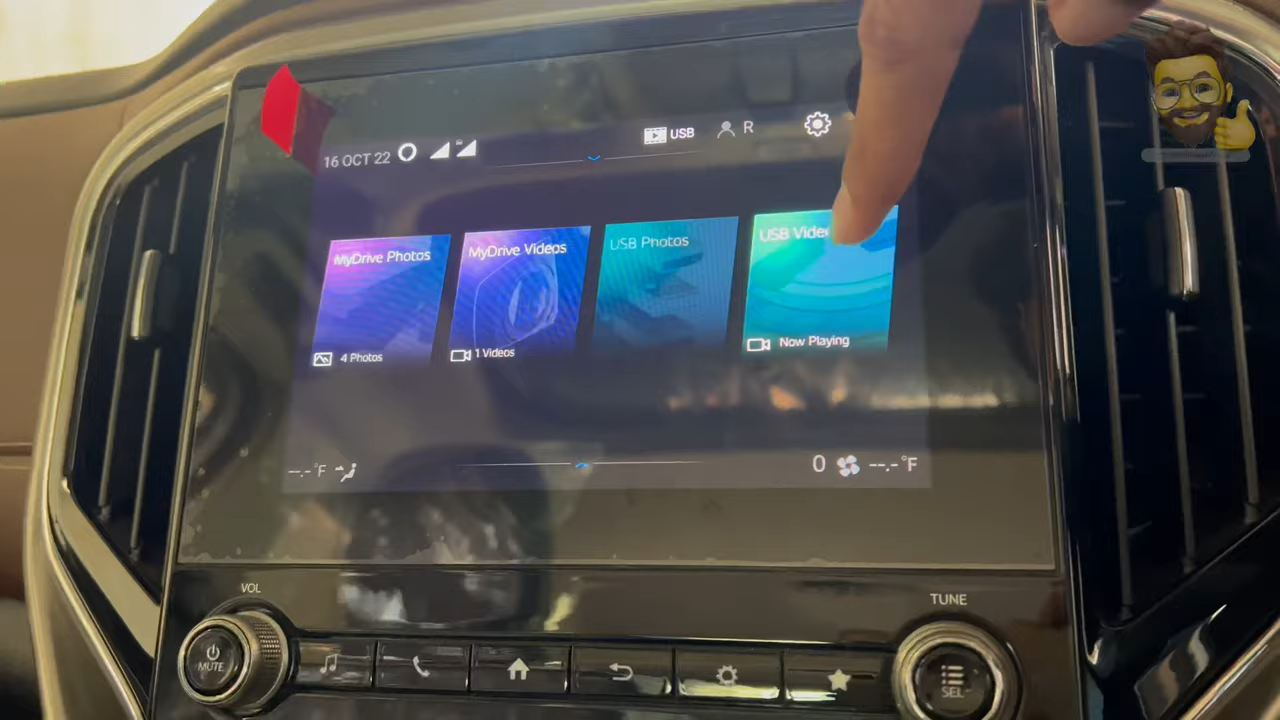 16 OCT 22
USB
R
MyDrive Photos
MyDrive Videos
USB Photos
USB
4 Photos
1 Videos
Now Playing
--.-°F
0
--.-°F
VOL
TUNE
MUTE
SEL